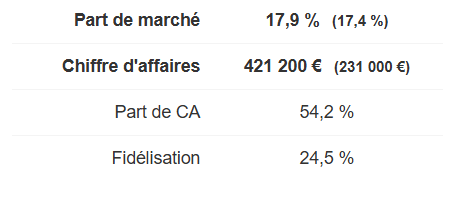 Part de marché 17,9 % (17,4 %)
Chiffre d'affaires 421 200 € (231 000 €)
Part de CA 54,2 %
Fidélisation 24,5 %